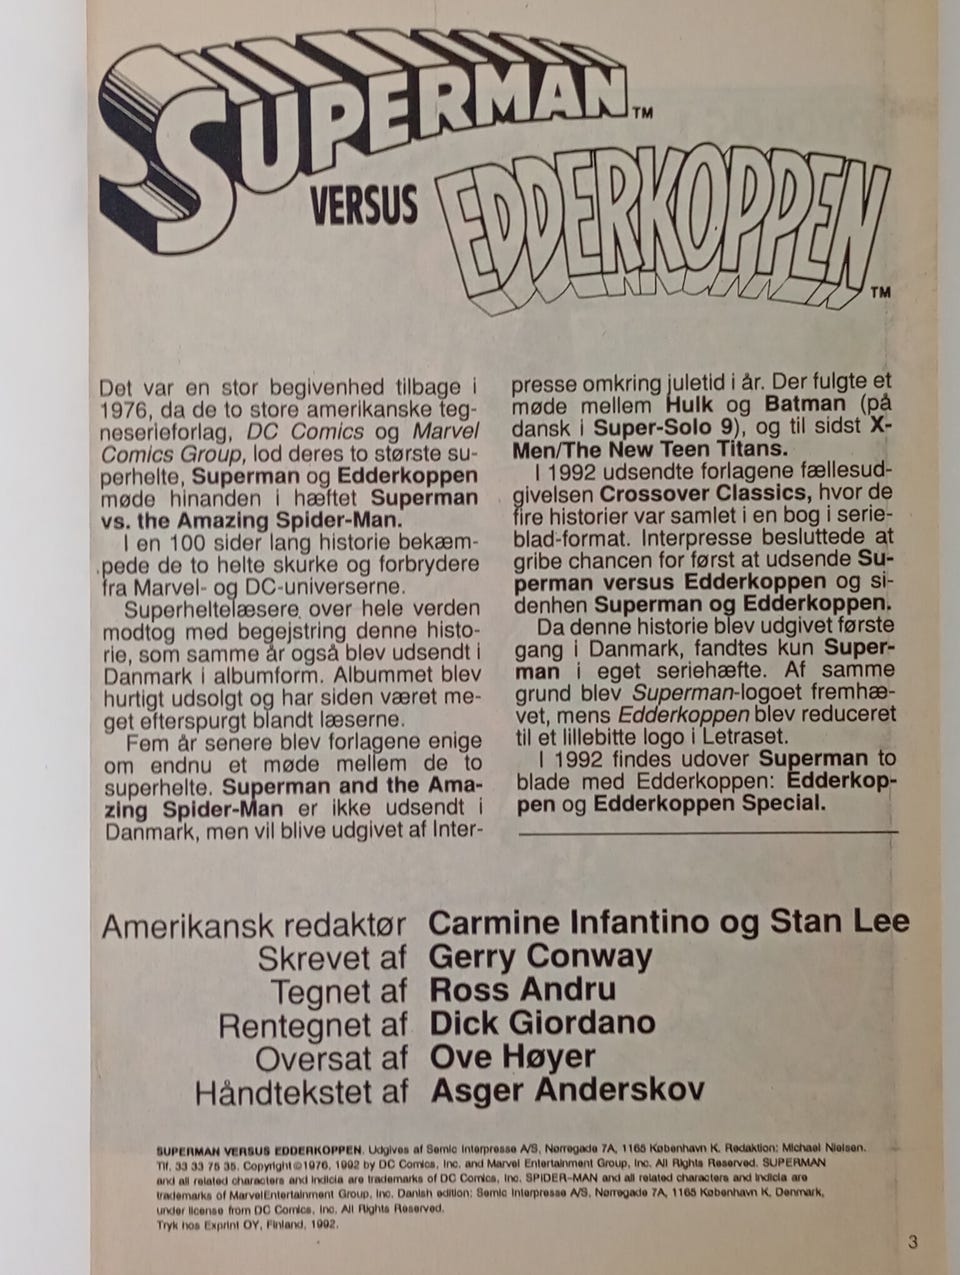 SUPERMAN™
VERSUS
EDDERKOPPEN™
Det var en stor begivenhed tilbage i
1976, da de to store amerikanske teg-
neserieforlag, DC Comics og Marvel
Comics Group, lod deres to største su-
perhelte, Superman og Edderkoppen
møde hinanden i hæftet Superman
vs. the Amazing Spider-Man.
I en 100 sider lang historie bekæm-
pede de to helte skurke og forbrydere
fra Marvel- og DC-universerne.
Superheltelæsere over hele verden
modtog med begejstring denne histo-
rie, som samme år også blev udsendt i
Danmark i albumform. Albummet blev
hurtigt udsolgt og har siden været me-
get efterspurgt blandt læserne.
Fem år senere blev forlagene enige
om endnu et møde mellem de to
superhelte. Superman and the Ama-
zing Spider-Man er ikke udsendt i
Danmark, men vil blive udgivet af Inter-
presse omkring juletid i år. Der fulgte et
møde mellem Hulk og Batman (på
dansk i Super-Solo 9), og til sidst X-
Men/The New Teen Titans.
I 1992 udsendte forlagene fællesud-
givelsen Crossover Classics, hvor de
fire historier var samlet i en bog i serie-
blad-format. Interpresse besluttede at
gribe chancen for først at udsende Su-
perman versus Edderkoppen og si-
denhen Superman og Edderkoppen.
Da denne historie blev udgivet første
gang i Danmark, fandtes kun Super-
man i eget seriehæfte. Af samme
grund blev Superman-logoet fremhæ-
vet, mens Edderkoppen blev reduceret
til et lillebitte logo i Letraset.
I 1992 findes udover Superman to
blade med Edderkoppen: Edderkop-
pen og Edderkoppen Special.
Amerikansk redaktør Carmine Infantino og Stan Lee
Skrevet af Gerry Conway
Tegnet af Ross Andru
Rentegnet af Dick Giordano
Oversat af Ove Høyer
Håndtekstet af Asger Anderskov
SUPERMAN VERSUS EDDERKOPPEN. Udgives af Semic Interpresse A/S, Nørregade 7A, 1165 København K. Redaktion: Michael Nielsen.
Tlf. 33 33 75 35. Copyright © 1976, 1992 by DC Comics, Inc. and Marvel Entertainment Group, Inc. All Rights Reserved. SUPERMAN
and all related characters and indicia are trademarks of DC Comics, Inc. SPIDER-MAN and all related characters and indicia are
trademarks of MarvelEntertainment Group, Inc. Danish edition: Semic Interpresse A/S, Nørregade 7A, 1165 København K, Denmark,
under license from DC Comics, Inc. All Rights Reserved.
Tryk hos Exprint OY, Finland, 1992.
3